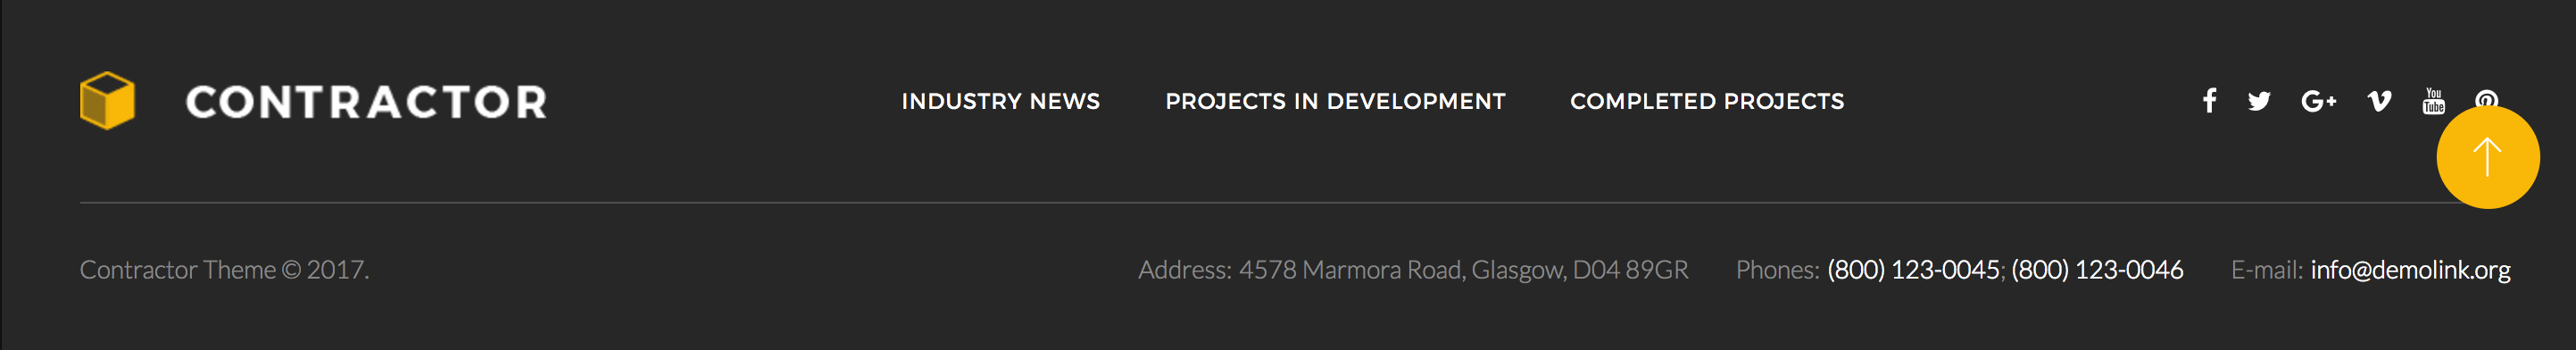 CONTRACTOR
INDUSTRY NEWS PROJECTS IN DEVELOPMENT COMPLETED PROJECTS
You
Tube
Contractor Theme © 2017.
Address: 4578 Marmora Road, Glasgow, D04 89GR Phones: (800) 123-0045; (800) 123-0046 E-mail: info@demolink.org